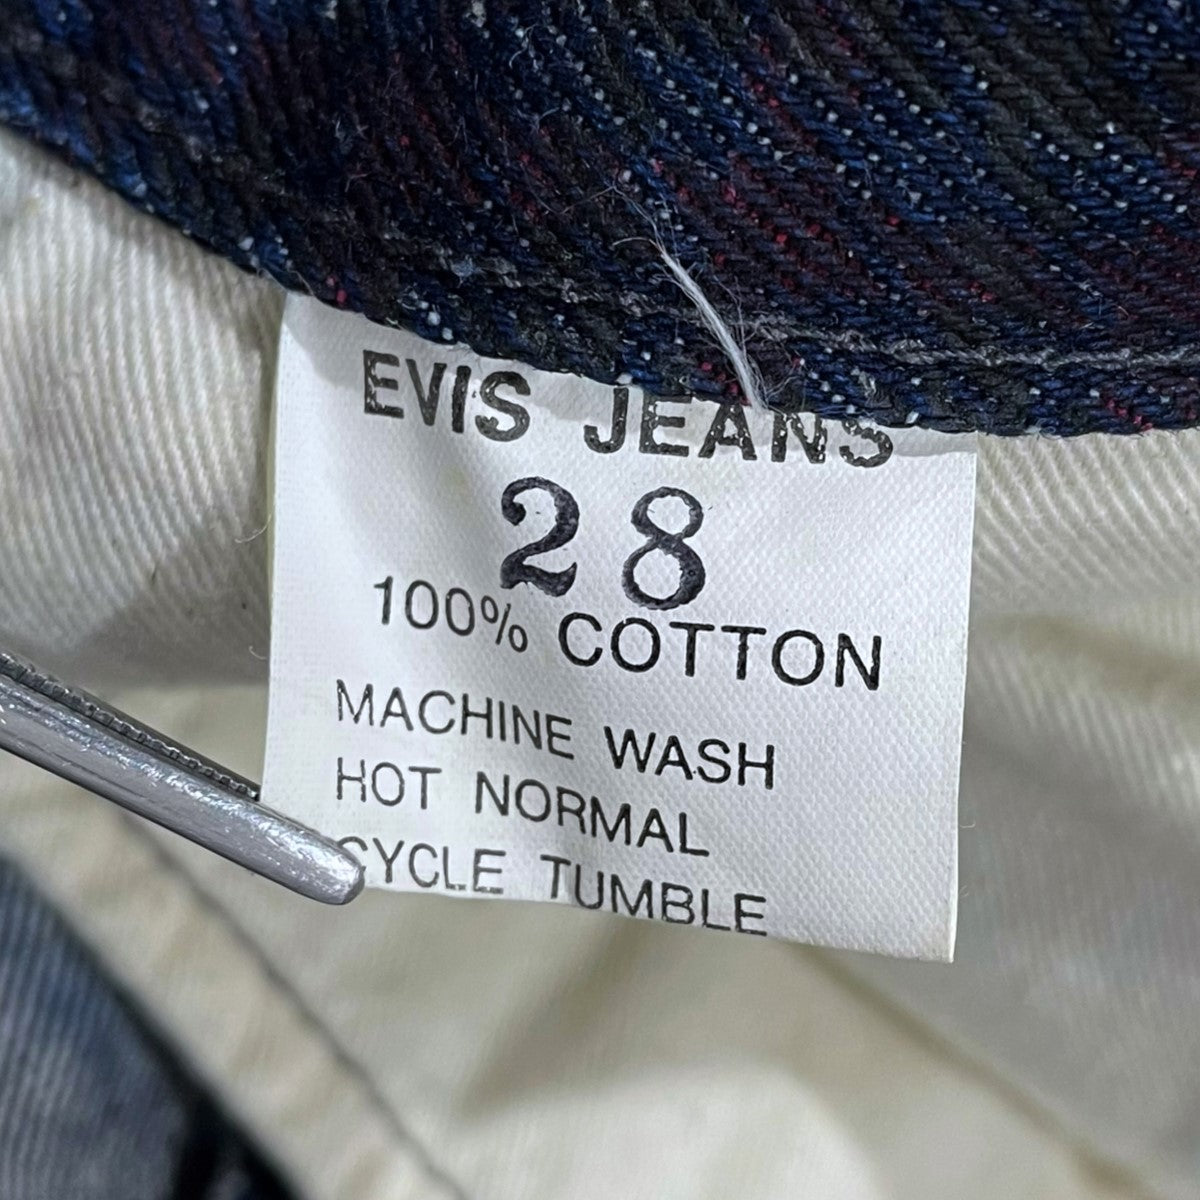 EVIS JEANS
28
100% COTTON
MACHINE WASH
HOT NORMAL
CYCLE TUMBLE